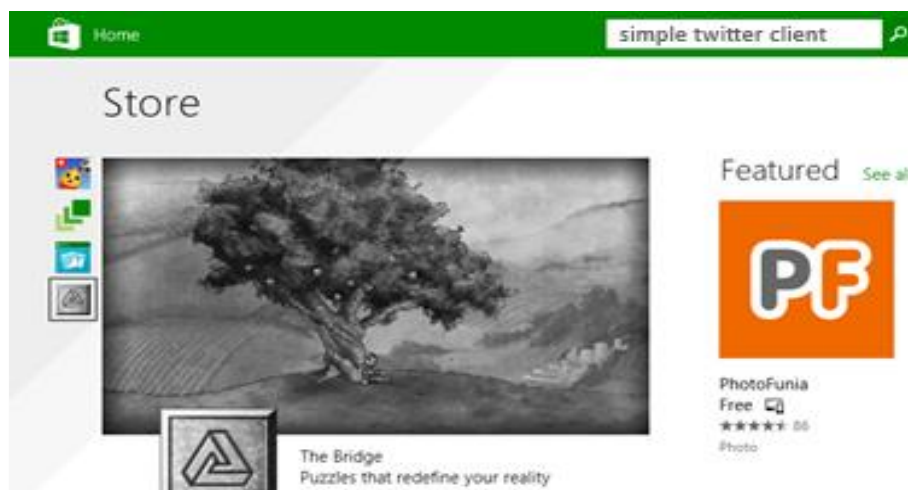 Home
simple twitter client
Store
Featured
See al
PF
PhotoFunia
Free
86
Photo
The Bridge
Puzzles that redefine your reality